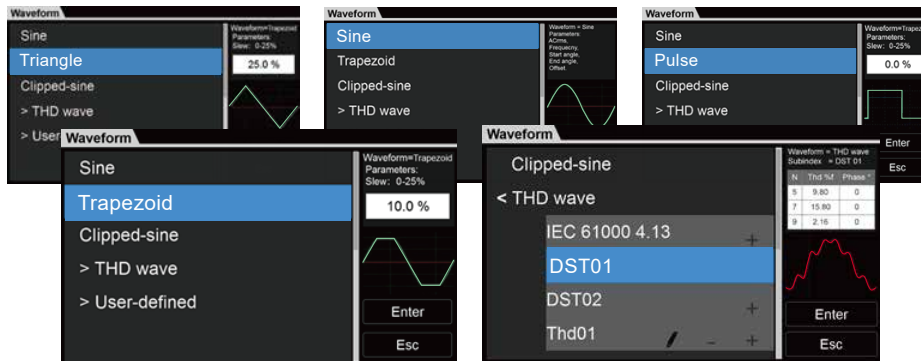 Waveform
Sine
Triangle
Clipped-sine
> THD wave
> User
Waveform=Trapezoid
Parameters:
Slew: 0-25%
25.0 %
Waveform
Sine
Trapezoid
Clipped-sine
> THD wave
Waveform = Sine
Parameters
ACrms,
Frequecny,
Start angle,
End angle,
Offset
Waveform
Sine
Pulse
Clipped-sine
> THD wave
Parameters:
Slew: 0-25%
0.0 %
Enter
Esc
Waveform
Sine
Trapezoid
Clipped-sine
> THD wave
> User-defined
Waveform=Trapezoid
Parameters:
Slew: 0-25%
10.0 %
Enter
Esc
Waveform
Clipped-sine
< THD wave
IEC 61000 4.13 +
DST01
DST02 +
Thd01 - +
Waveform = THD wave
Subindex = DST 01
N Thd %f Phase °
5 9.80 0
7 15.80 0
9 2.16 0
Enter
Esc